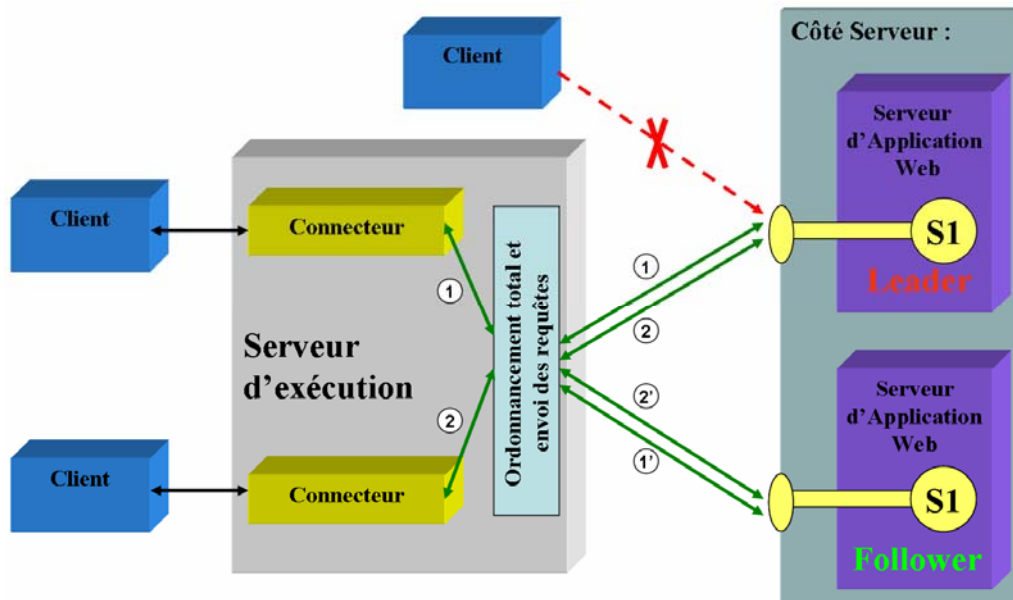 Client
Côté Serveur :
Client
Serveur
d'Application
Web
S1
Leader
Client
Connecteur
1
1
2
Ordonnancement total et
envoi des requêtes
Serveur
d'exécution
2
2'
1'
Serveur
d'Application
Web
S1
Follower
Client
Connecteur